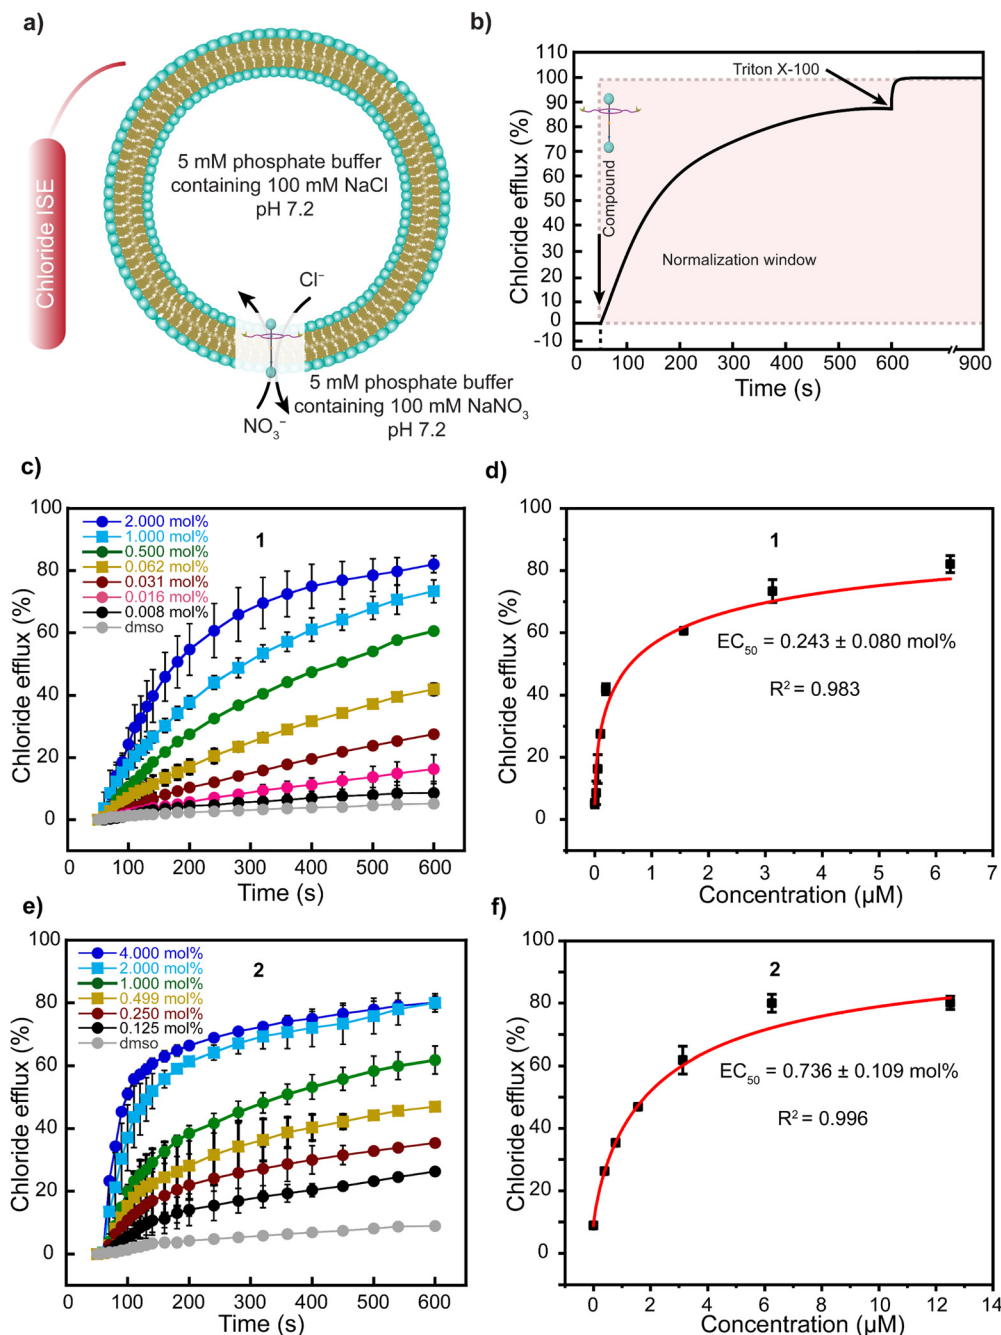 a)
Chloride ISE
5 mM phosphate buffer
containing 100 mM NaCl
pH 7.2
Cl⁻
NO₃⁻
5 mM phosphate buffer
containing 100 mM NaNO₃
pH 7.2
b)
Chloride efflux (%)
110
100
90
80
70
60
50
40
30
20
10
0
-10
Triton X-100
Compound
Normalization window
0 100 200 300 400 500 600 900
Time (s)
c)
Chloride efflux (%)
100
80
60
40
20
0
2.000 mol%
1.000 mol%
0.500 mol%
0.062 mol%
0.031 mol%
0.016 mol%
0.008 mol%
dmso
1
0 100 200 300 400 500 600
Time (s)
d)
Chloride efflux (%)
100
80
60
40
20
0
1
EC₅₀ = 0.243 ± 0.080 mol%
R² = 0.983
0 1 2 3 4 5 6 7
Concentration (µM)
e)
Chloride efflux (%)
100
80
60
40
20
0
4.000 mol%
2.000 mol%
1.000 mol%
0.499 mol%
0.250 mol%
0.125 mol%
dmso
2
0 100 200 300 400 500 600
Time (s)
f)
Chloride efflux (%)
100
80
60
40
20
0
2
EC₅₀ = 0.736 ± 0.109 mol%
R² = 0.996
0 2 4 6 8 10 12 14
Concentration (µM)